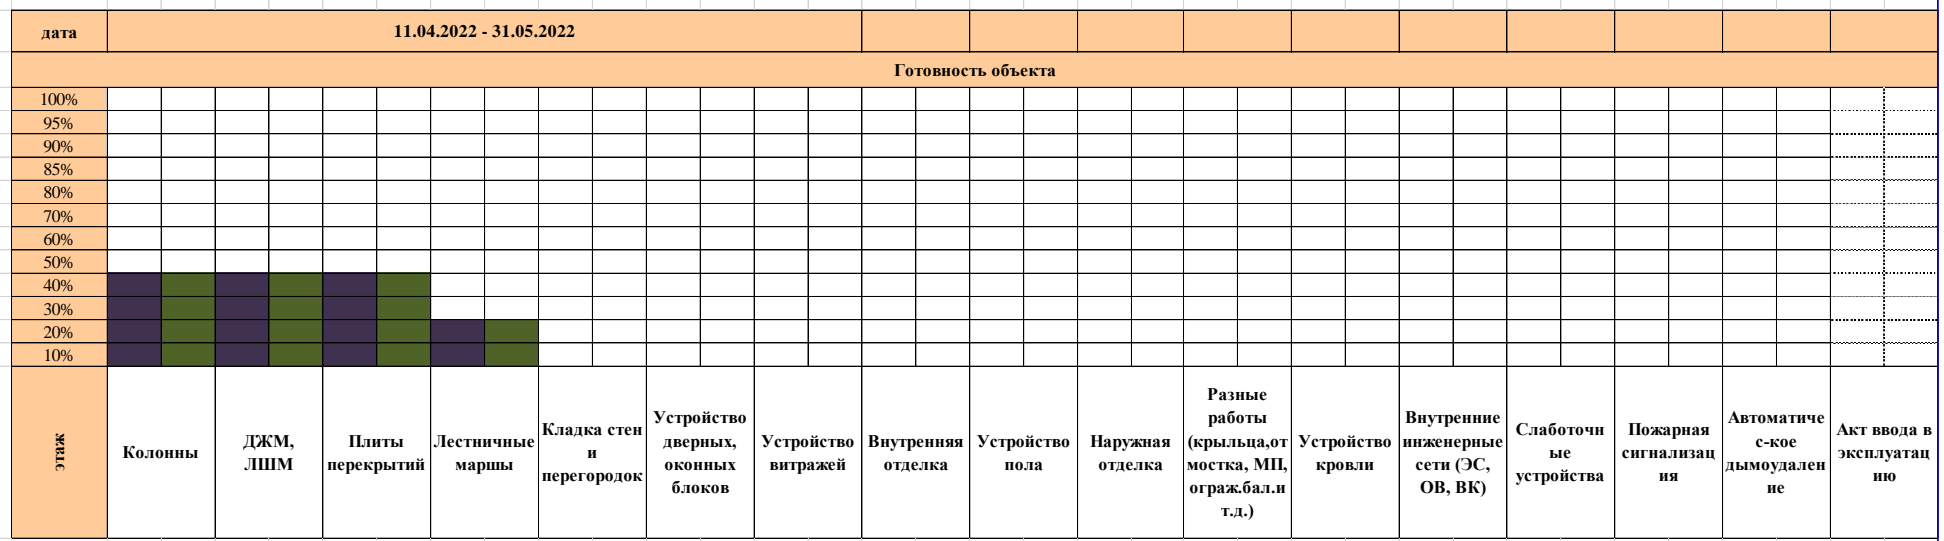 дата
11.04.2022 - 31.05.2022
Готовность объекта
100%
95%
90%
85%
80%
70%
60%
50%
40%
30%
20%
10%
этаж
Колонны
ДЖМ,
ЛШМ
Плиты
перекрытий
Лестничные
марши
Кладка стен
и
перегородок
Устройство
дверных,
оконных
блоков
Устройство
витражей
Внутренняя
отделка
Устройство
пола
Наружная
отделка
Разные
работы
(крыльца,от
мостка, МП,
ограж.бал.и
т.д.)
Устройство
кровли
Внутренние
инженерные
сети (ЭС,
ОВ, ВК)
Слаботочн
ые
устройства
Пожарная
сигнализац
ия
Автоматиче
с-кое
дымоудален
ие
Акт ввода в
эксплуатац
ию